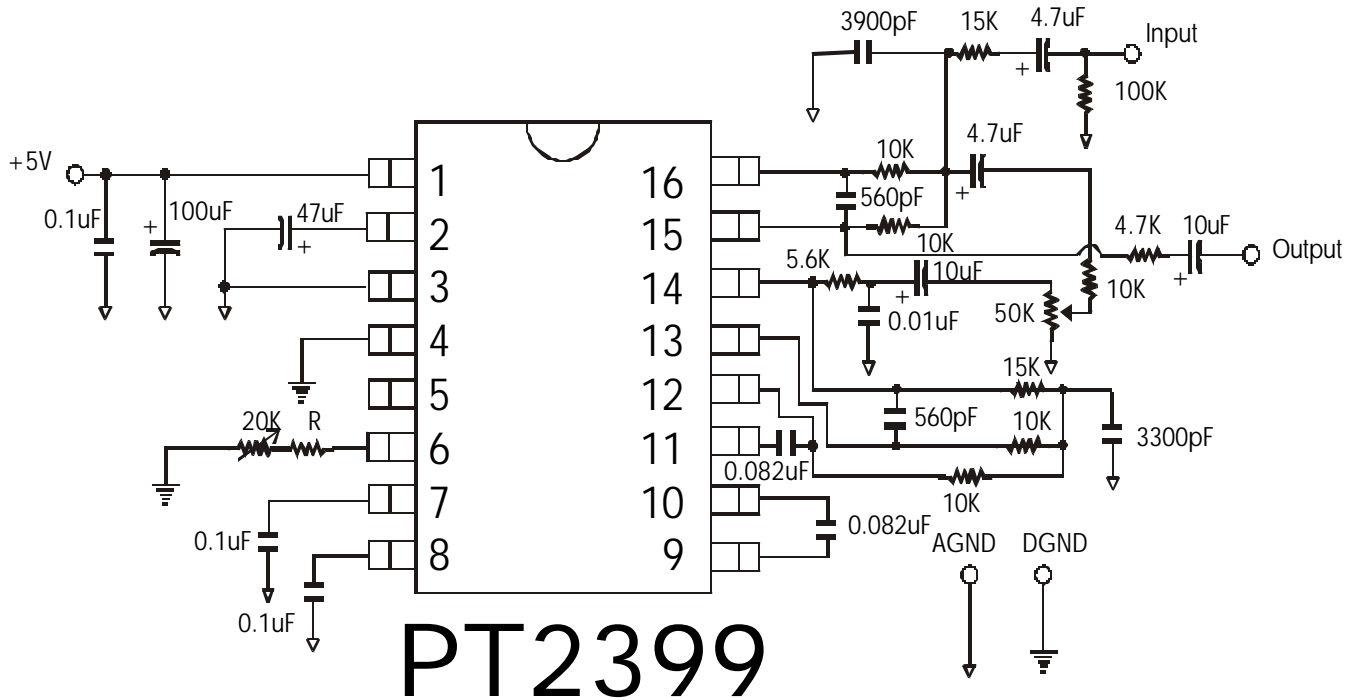 3900pF
15K
4.7uF
Input
100K
+5V
0.1uF
100uF
+
47uF
+
1
2
3
4
5
6
7
8
16
15
14
13
12
11
10
9
+
10K
4.7uF
+
560pF
10K
4.7K
10uF
+
Output
5.6K
10uF
+
0.01uF
50K
10K
15K
560pF
10K
3300pF
0.082uF
10K
0.082uF
20K
R
0.1uF
0.1uF
AGND
DGND
PT2399